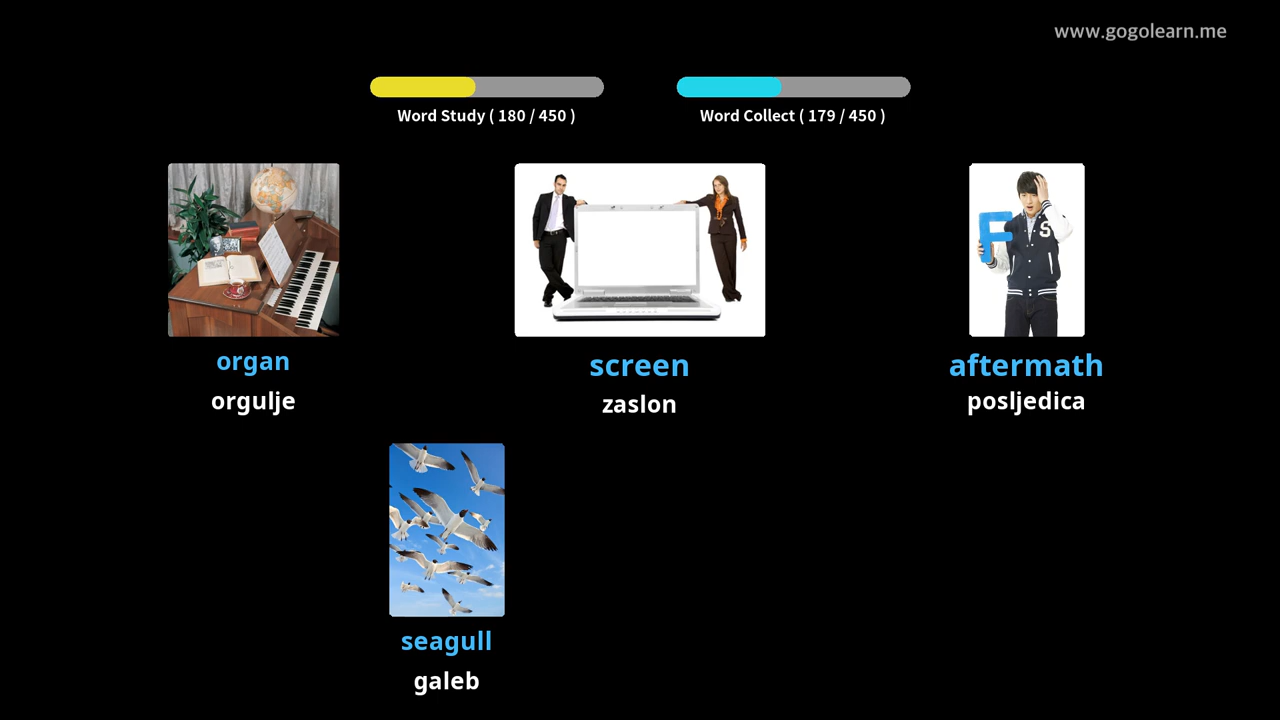 www.gogolearn.me
Word Study ( 180 / 450 )
Word Collect ( 179 / 450 )
F
S
organ
orgulje
screen
zaslon
aftermath
posljedica
seagull
galeb